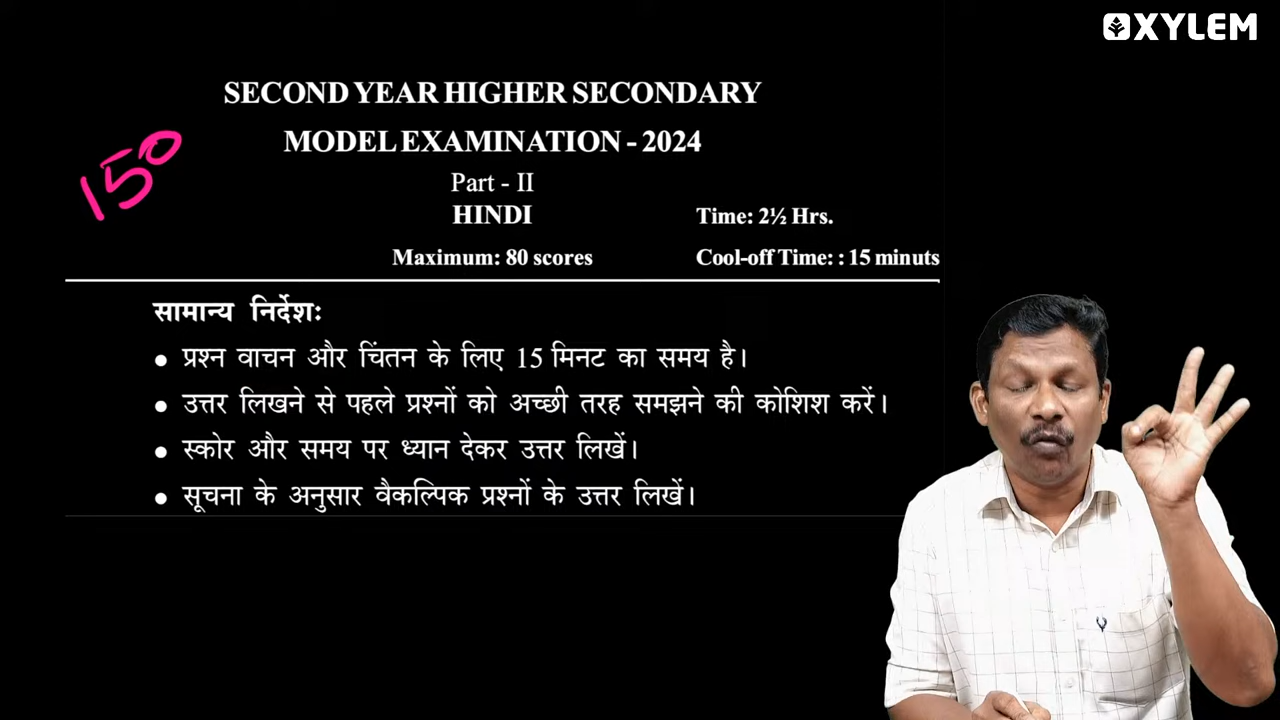 OXYLEM
SECOND YEAR HIGHER SECONDARY
MODEL EXAMINATION - 2024
150
Part - II
HINDI
Time: 2½ Hrs.
Maximum: 80 scores
Cool-off Time: : 15 minuts
सामान्य निर्देशः
• प्रश्न वाचन और चिंतन के लिए 15 मिनट का समय है।
• उत्तर लिखने से पहले प्रश्नों को अच्छी तरह समझने की कोशिश करें।
• स्कोर और समय पर ध्यान देकर उत्तर लिखें।
• सूचना के अनुसार वैकल्पिक प्रश्नों के उत्तर लिखें।